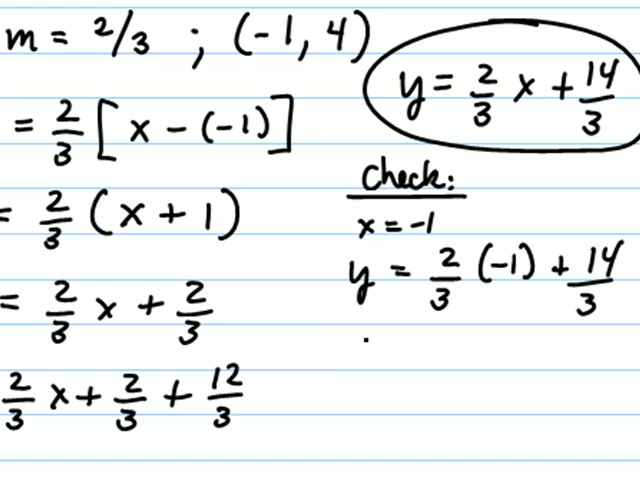 m = 2/3 ; (-1, 4)
= 2/3 [x - (-1)]
= 2/3 (x + 1)
= 2/3 x + 2/3
2/3 x + 2/3 + 12/3
y = 2/3 x + 14/3
Check:
x = -1
y = 2/3 (-1) + 14/3